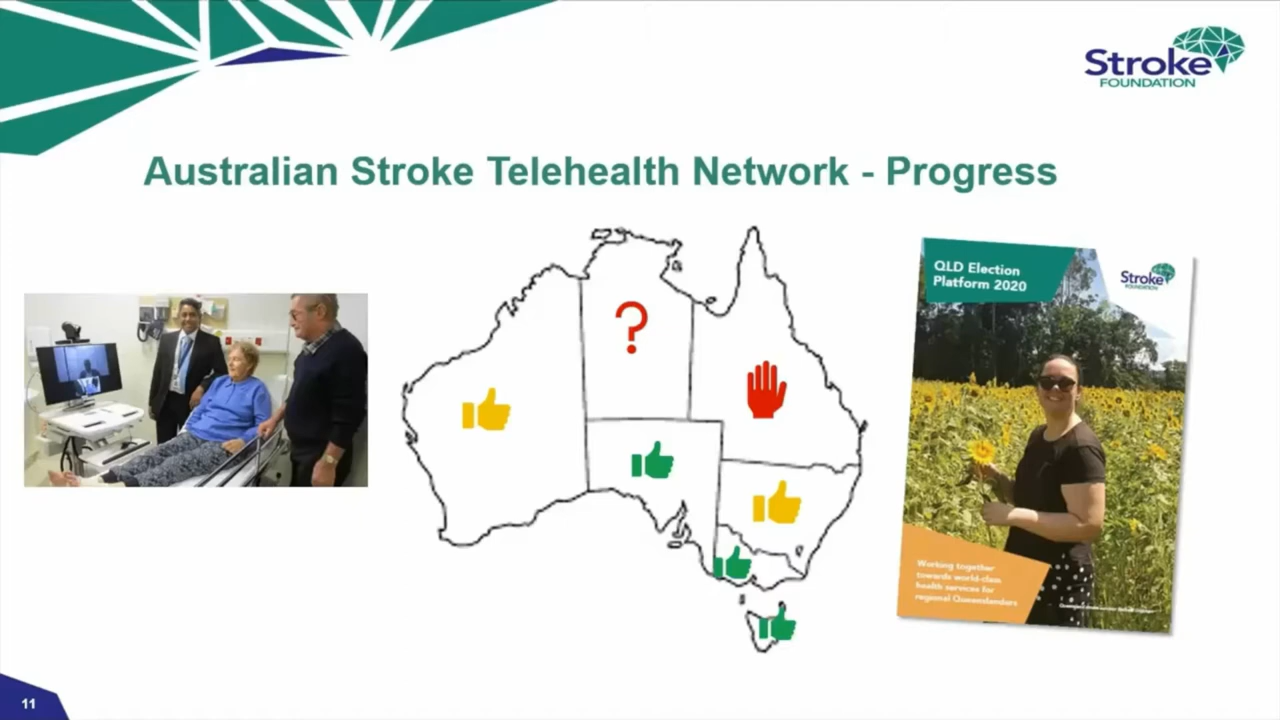 Stroke
FOUNDATION
Australian Stroke Telehealth Network - Progress
?
QLD Election
Platform 2020
Stroke
FOUNDATION
Working together
towards world-class
health services for
regional Queenslanders
11